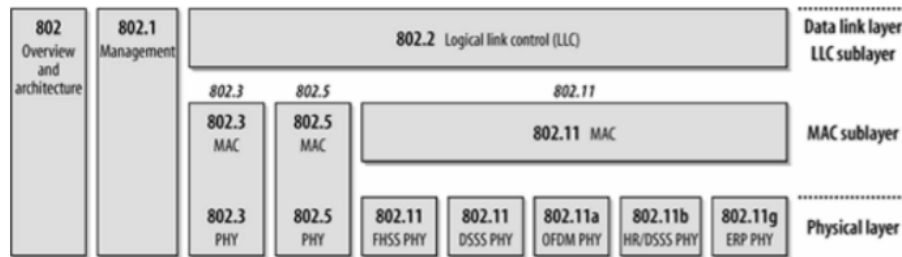 802
Overview
and
architecture
802.1
Management
802.2 Logical link control (LLC)
Data link layer
LLC sublayer
802.3
802.5
802.11
802.3
MAC
802.5
MAC
802.11 MAC
MAC sublayer
802.3
PHY
802.5
PHY
802.11
FHSS PHY
802.11
DSSS PHY
802.11a
OFDM PHY
802.11b
HR/DSSS PHY
802.11g
ERP PHY
Physical layer